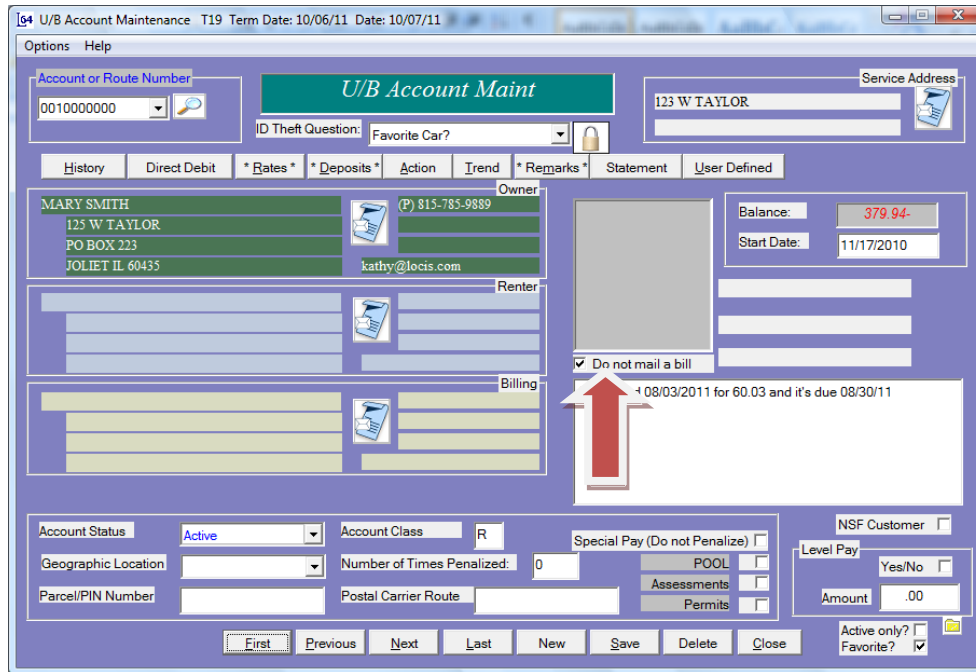 U/B Account Maintenance T19 Term Date: 10/06/11 Date: 10/07/11
Options Help
Account or Route Number
0010000000
U/B Account Maint
Service Address
123 W TAYLOR
ID Theft Question: Favorite Car?
History Direct Debit * Rates * * Deposits * Action Trend * Remarks * Statement User Defined
Owner
MARY SMITH (P) 815-785-9889
125 W TAYLOR
PO BOX 223
JOLIET IL 60435 kathy@locis.com
Balance: 379.94-
Start Date: 11/17/2010
Renter
Do not mail a bill
Billing
08/03/2011 for 60.03 and it's due 08/30/11
Account Status Active Account Class R
Special Pay (Do not Penalize)
NSF Customer
Geographic Location Number of Times Penalized: 0 POOL
Level Pay
Yes/No
Assessments
Parcel/PIN Number Postal Carrier Route Permits
Amount .00
First Previous Next Last New Save Delete Close
Active only?
Favorite?